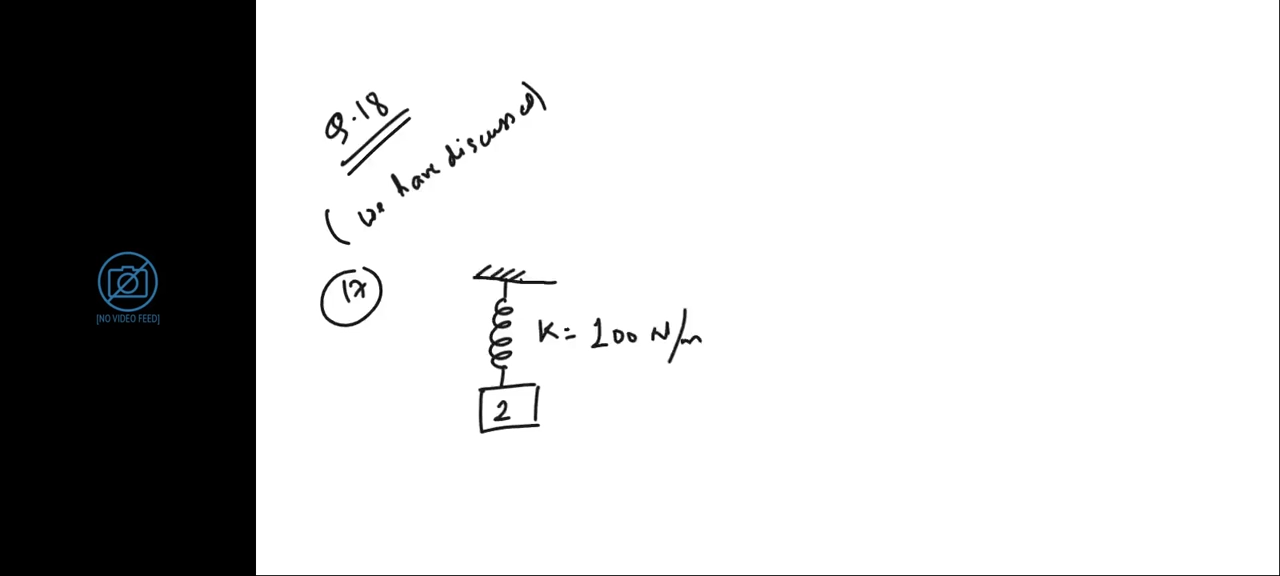 Q.18
(we have discussed)
17
K= 100 N/m
2
[NO VIDEO FEED]